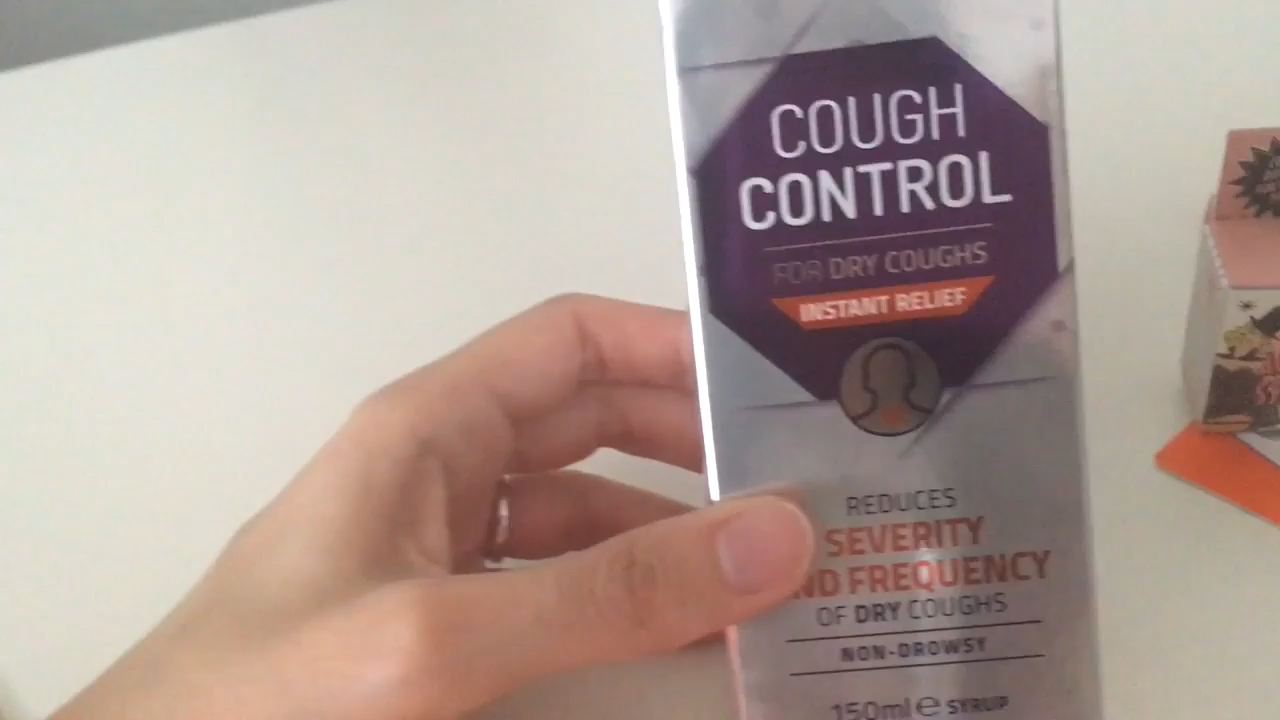 COUGH
CONTROL
FOR DRY COUGHS
INSTANT RELIEF
REDUCES
SEVERITY
ND FREQUENCY
OF DRY COUGHS
NON-DROWSY
150ml e SYRUP